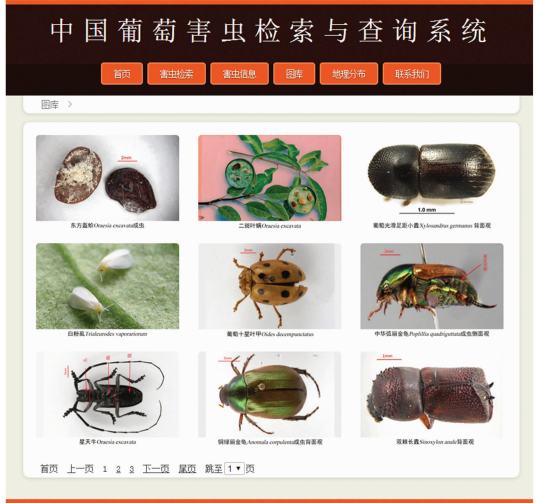 中国葡萄害虫检索与查询系统
首页 害虫检索 害虫信息 图库 地理分布 联系我们
图库 >
2mm
1.0 mm
东方盔蚧Oraesia excavata成虫 二斑叶螨Oraesia excavata 葡萄光滑足距小蠹Xylosandrus germanus 背面观
白粉虱Trialeurodes vaporariorum 葡萄十星叶甲Oides decempunctatus 中华弧丽金龟Popillia quadriguttata成虫侧面观
1mm
星天牛Oraesia excavata 铜绿丽金龟Anomala corpulenta成虫背面观 双棘长蠹Sinoxylon anale背面观
首页 上一页 1 2 3 下一页 尾页 跳至 1 页